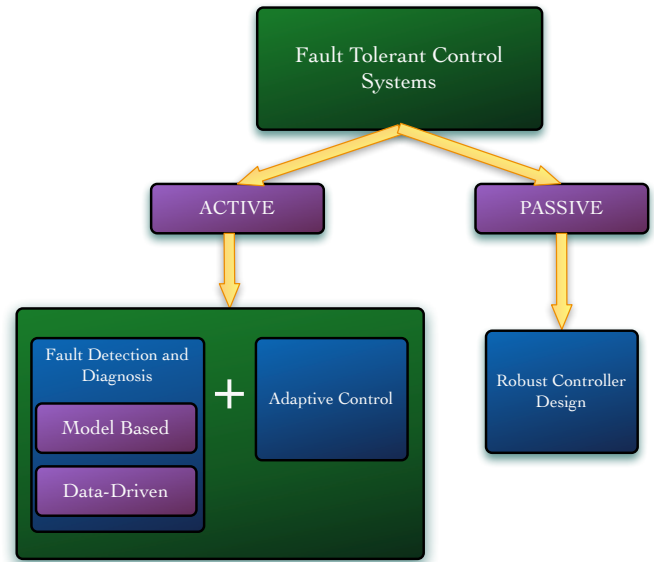 Fault Tolerant Control
Systems
ACTIVE
PASSIVE
Fault Detection and
Diagnosis
Model Based
Data-Driven
+
Adaptive Control
Robust Controller
Design